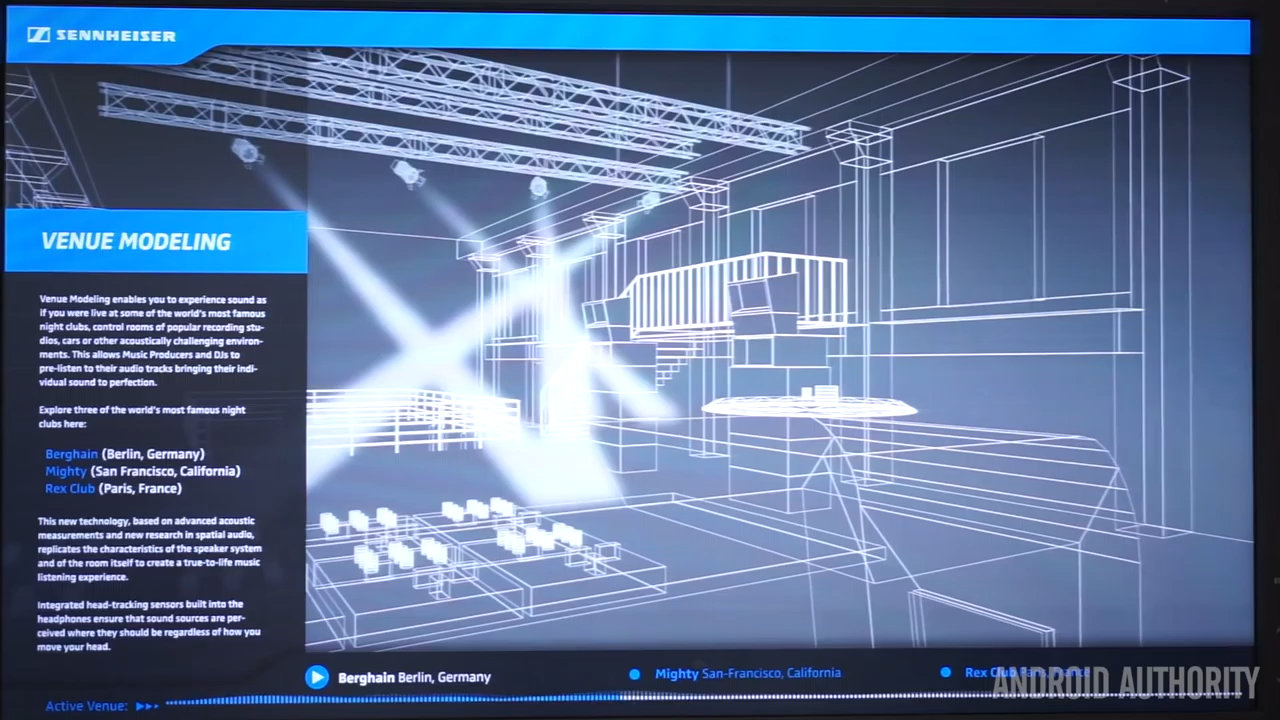 SENNHEISER
VENUE MODELING
Venue Modeling enables you to experience sound as
if you were live at some of the world's most famous
night clubs, control rooms of popular recording stu-
dios, cars or other acoustically challenging environ-
ments. This allows Music Producers and DJs to
pre-listen to their audio tracks bringing their indi-
vidual sound to perfection.
Explore three of the world's most famous night
clubs here:
Berghain (Berlin, Germany)
Mighty (San Francisco, California)
Rex Club (Paris, France)
This new technology, based on advanced acoustic
measurements and new research in spatial audio,
replicates the characteristics of the speaker system
and of the room itself to create a true-to-life music
listening experience.
Integrated head-tracking sensors built into the
headphones ensure that sound sources are per-
ceived where they should be regardless of how you
move your head.
Berghain Berlin, Germany
Mighty San-Francisco, California
Rex Club Paris, France
ANDROID AUTHORITY
Active Venue: